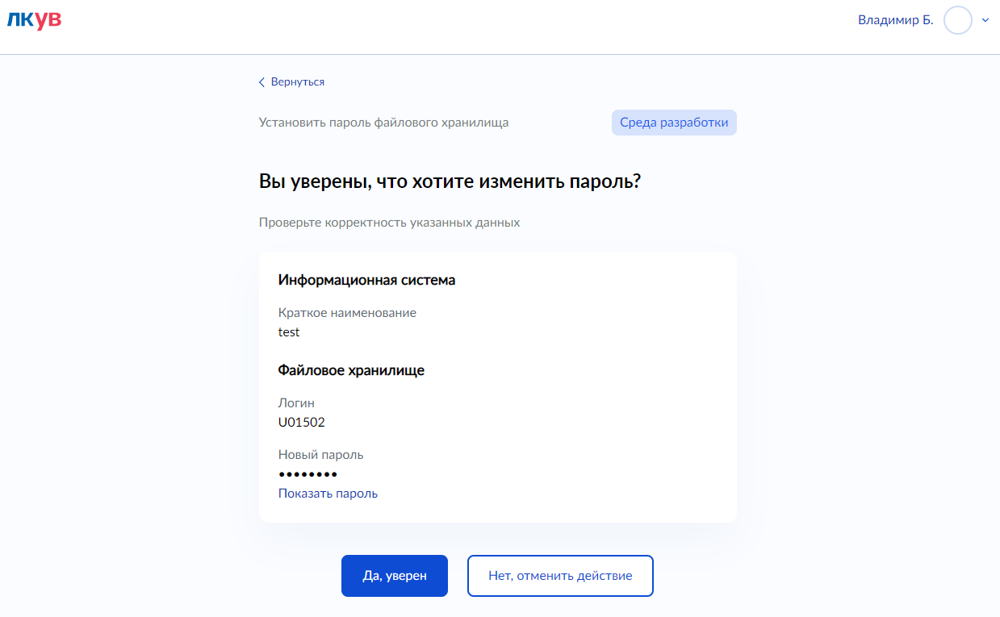 ЛКУВ
Владимир Б.
Вернуться
Установить пароль файлового хранилища
Среда разработки
Вы уверены, что хотите изменить пароль?
Проверьте корректность указанных данных
Информационная система
Краткое наименование
test
Файловое хранилище
Логин
U01502
Новый пароль
••••••••
Показать пароль
Да, уверен
Нет, отменить действие